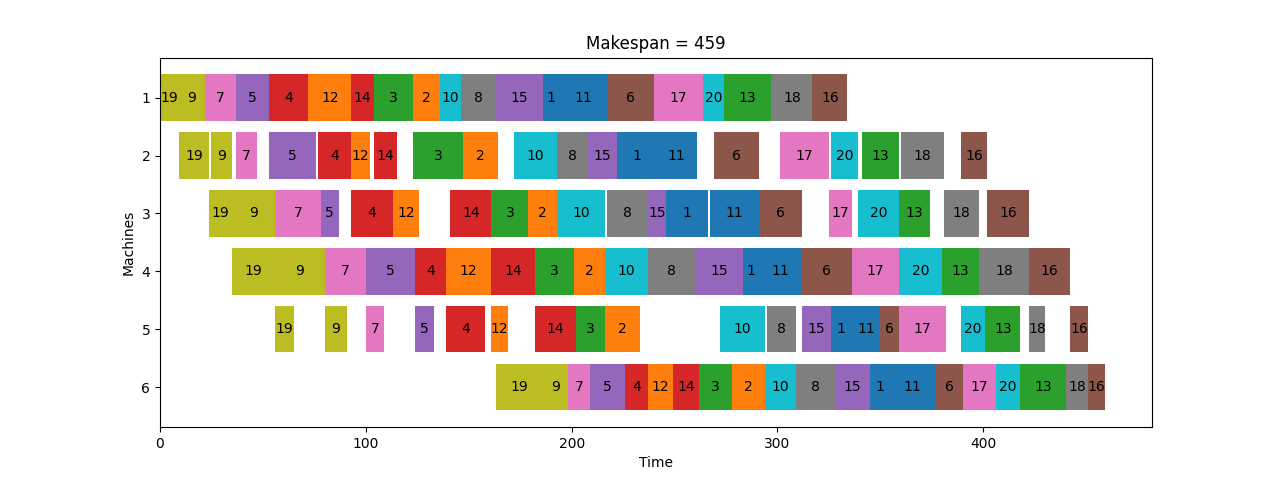 Makespan = 459
1 19 9 7 5 4 12 14 3 2 10 8 15 1 11 6 17 20 13 18 16
2 19 9 7 5 4 12 14 3 2 10 8 15 1 11 6 17 20 13 18 16
3 19 9 7 5 4 12 14 3 2 10 8 15 1 11 6 17 20 13 18 16
4 19 9 7 5 4 12 14 3 2 10 8 15 1 11 6 17 20 13 18 16
5 19 9 7 5 4 12 14 3 2 10 8 15 1 11 6 17 20 13 18 16
6 19 9 7 5 4 12 14 3 2 10 8 15 1 11 6 17 20 13 18 16
Machines
0 100 200 300 400
Time